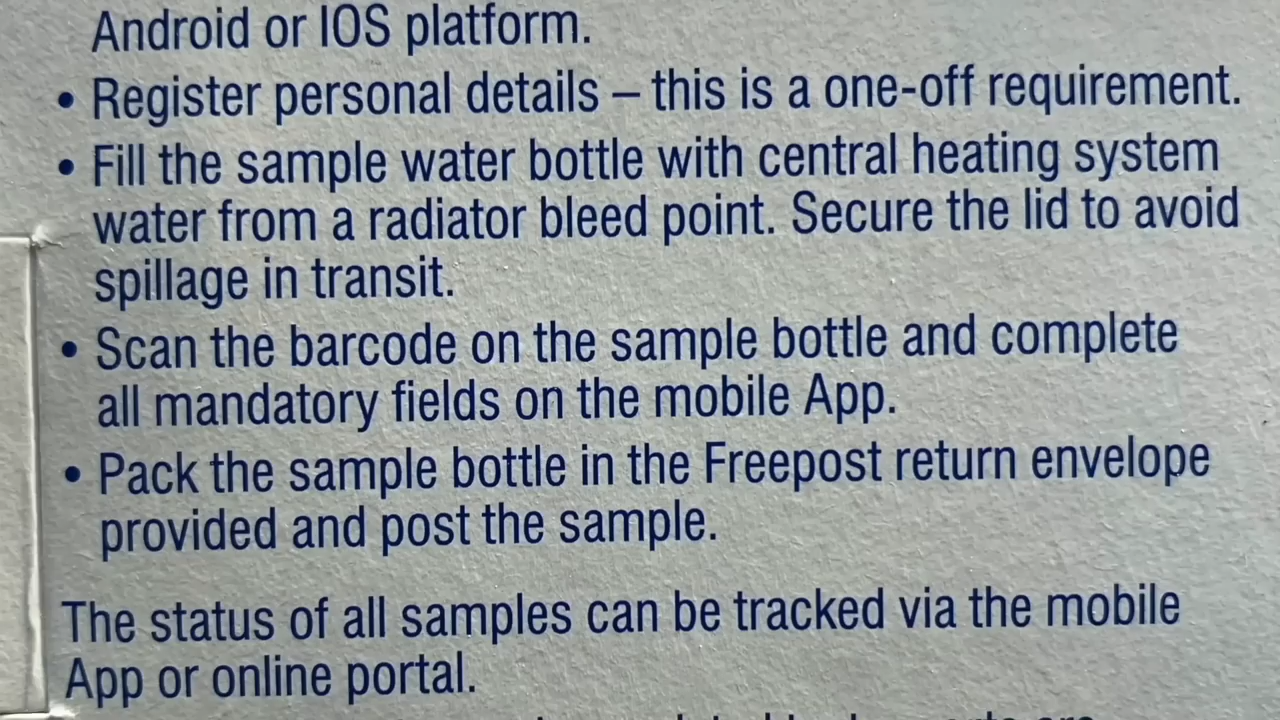 Android or IOS platform.
• Register personal details – this is a one-off requirement.
• Fill the sample water bottle with central heating system
water from a radiator bleed point. Secure the lid to avoid
spillage in transit.
• Scan the barcode on the sample bottle and complete
all mandatory fields on the mobile App.
• Pack the sample bottle in the Freepost return envelope
provided and post the sample.
The status of all samples can be tracked via the mobile
App or online portal.